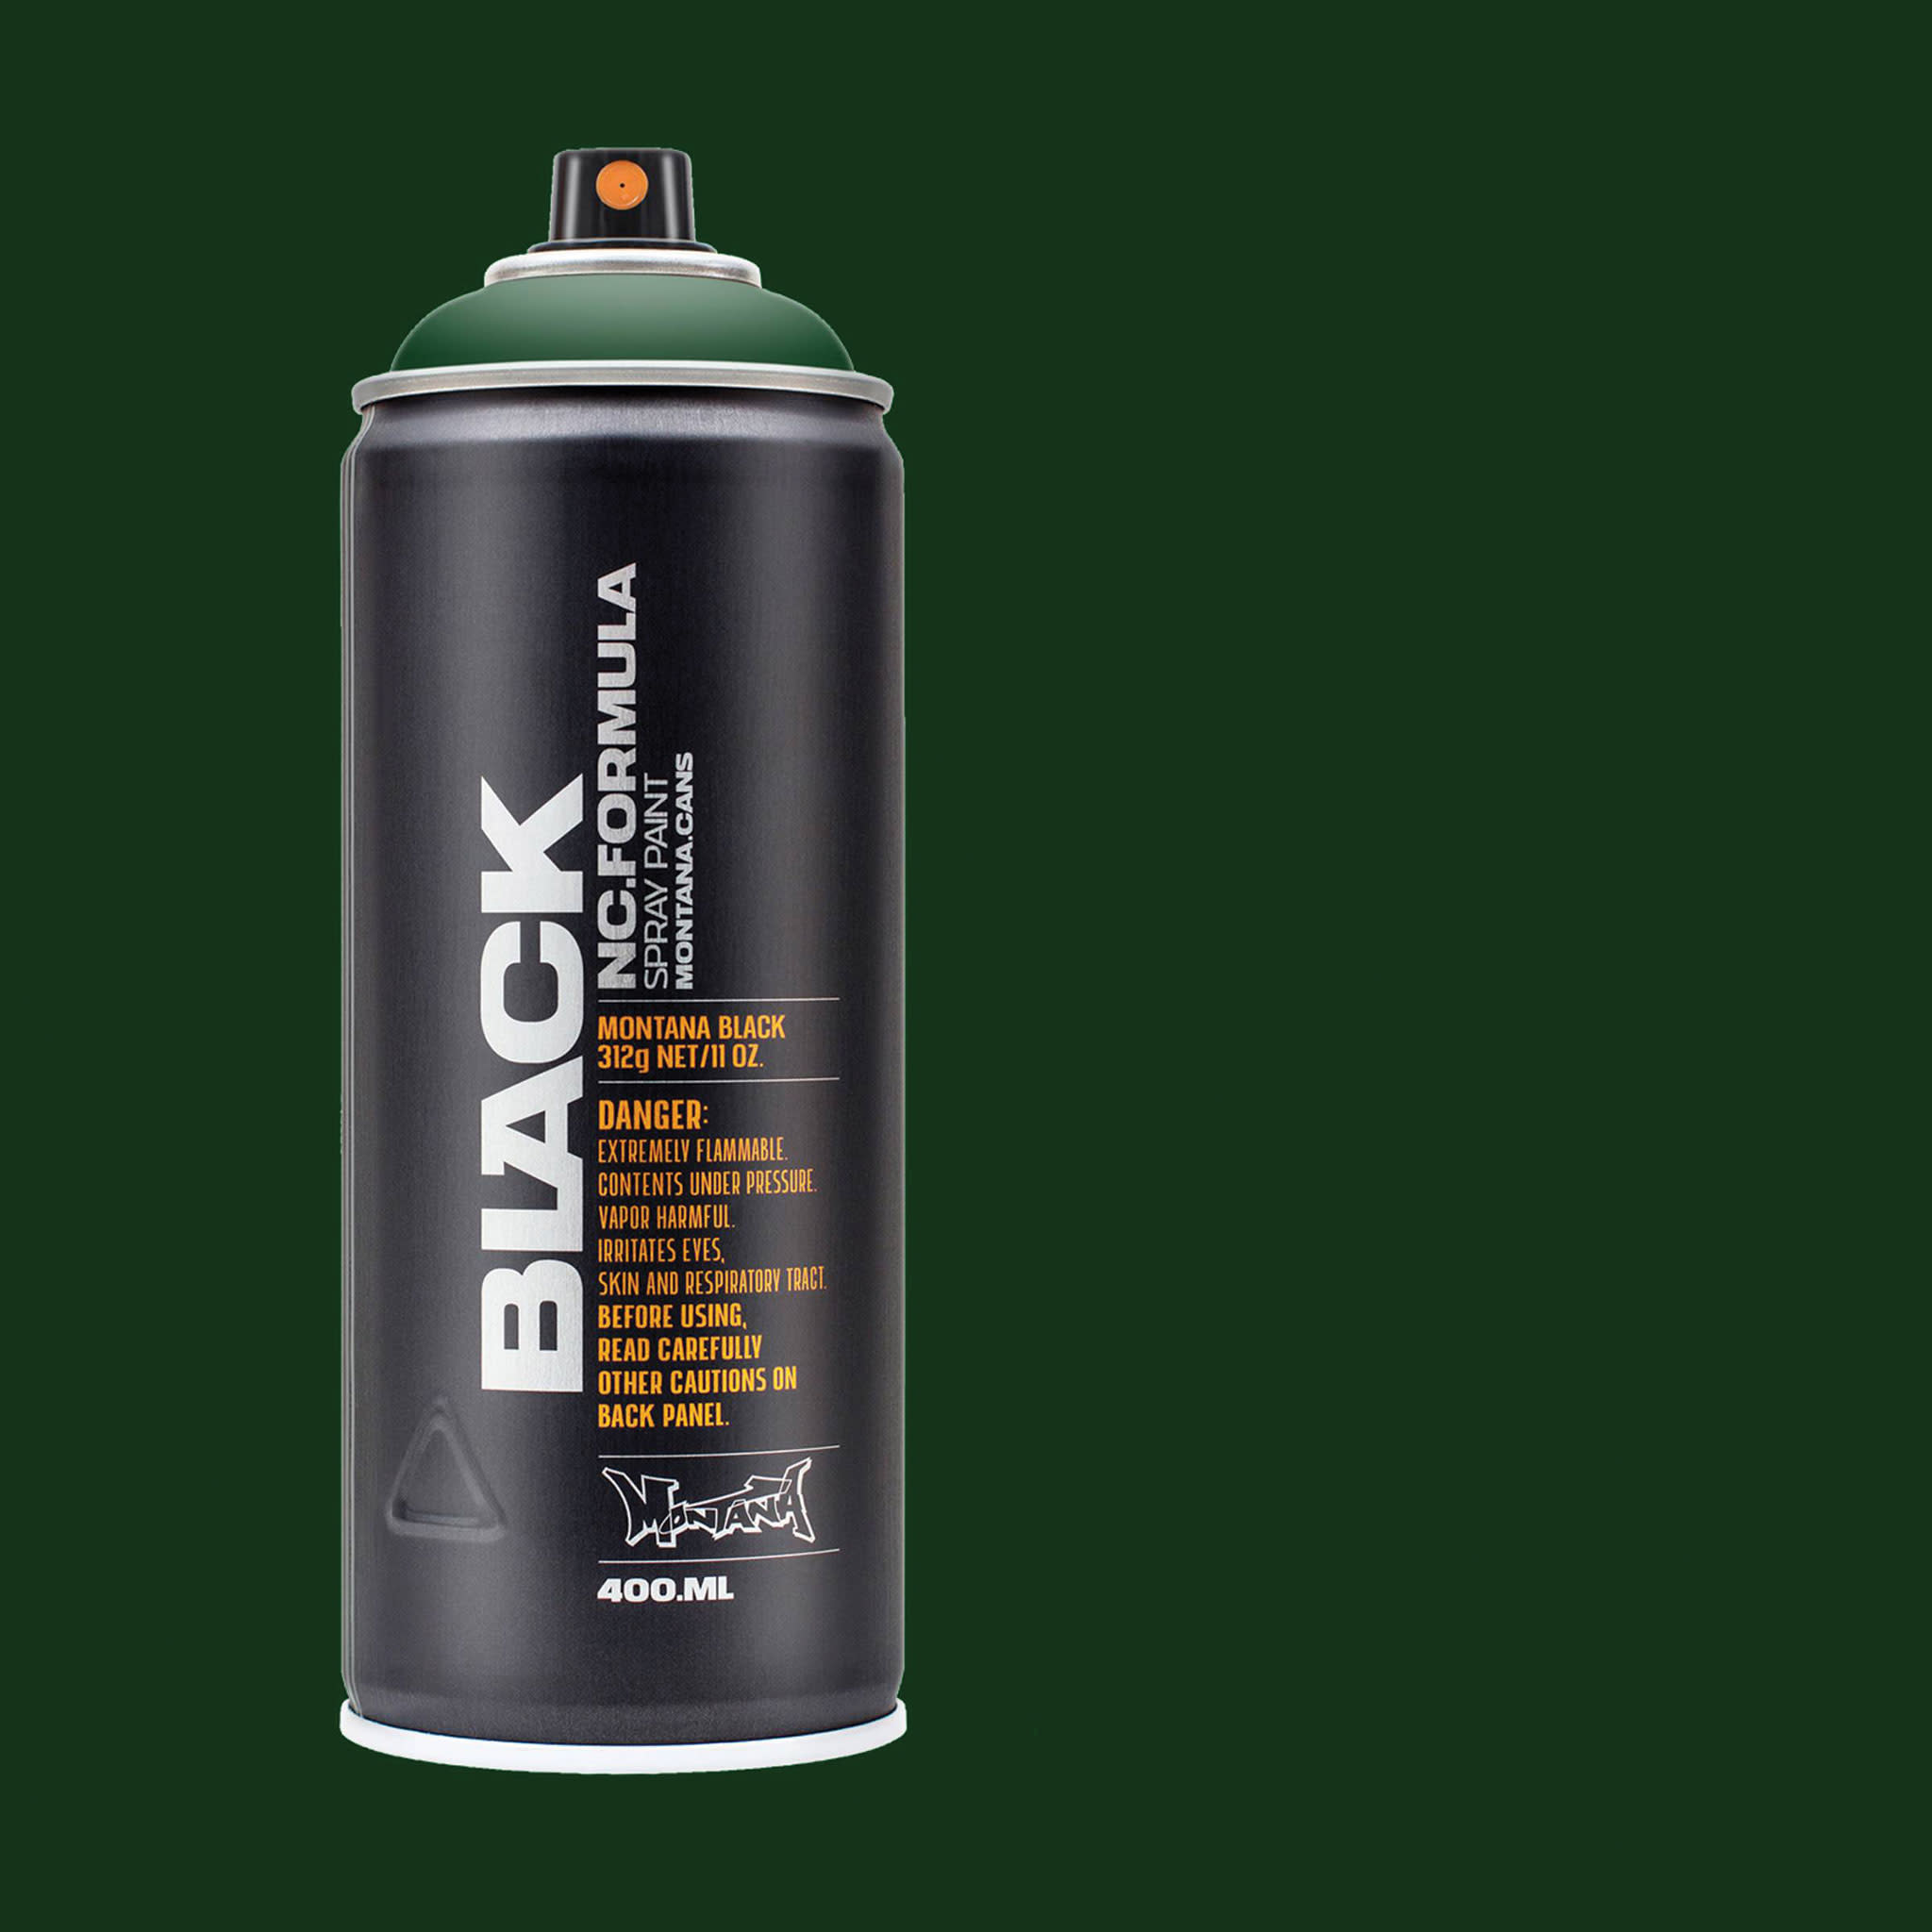 BLACK
NC.FORMULA
SPRAY PAINT
MONTANA.CANS
MONTANA BLACK
312g NET/11 OZ.
DANGER:
EXTREMELY FLAMMABLE.
CONTENTS UNDER PRESSURE.
VAPOR HARMFUL.
IRRITATES EYES,
SKIN AND RESPIRATORY TRACT.
BEFORE USING,
READ CAREFULLY
OTHER CAUTIONS ON
BACK PANEL.
MONTANA
400.ML